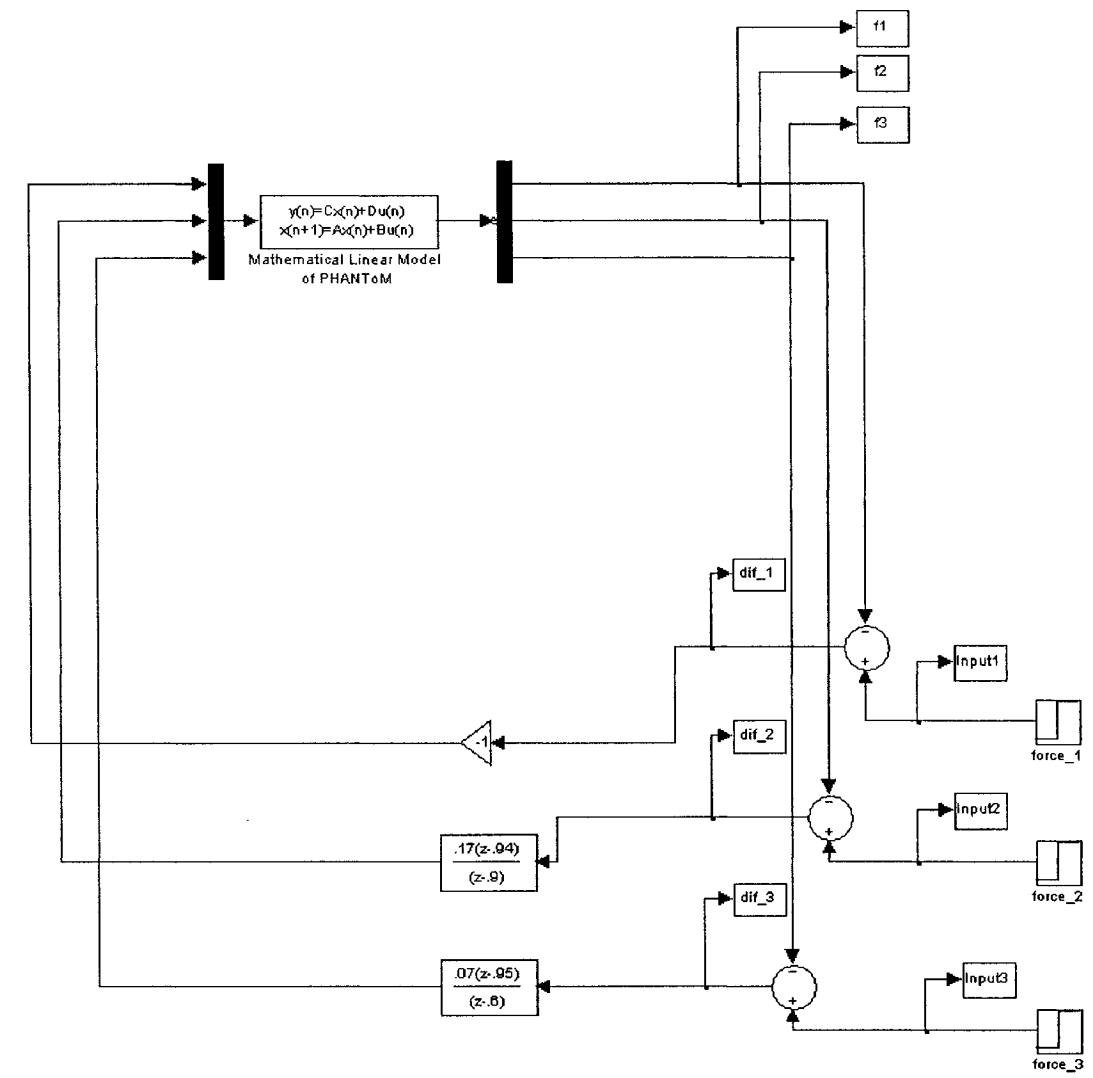 f1
f2
f3
y(n)=Cx(n)+Du(n)
x(n+1)=Ax(n)+Bu(n)
Mathematical Linear Model
of PHANToM
dif_1
-
+
Input1
force_1
-1
dif_2
-
+
Input2
force_2
.17(z-.94)
(z-.9)
dif_3
-
+
Input3
force_3
.07(z-.95)
(z-.6)